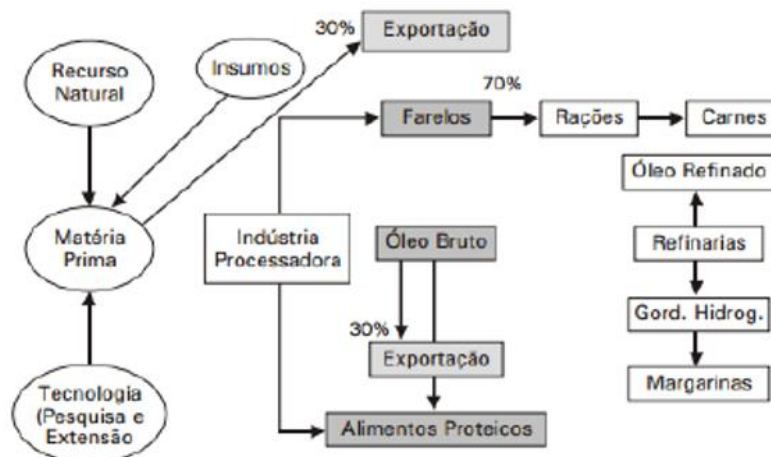 30%
Exportação
Recurso
Natural
Insumos
70%
Farelos
Rações
Carnes
Óleo Refinado
Matéria
Prima
Indústria
Processadora
Óleo Bruto
Refinarias
Gord. Hidrog.
30%
Exportação
Margarinas
Tecnologia
(Pesquisa e
Extensão
Alimentos Proteicos